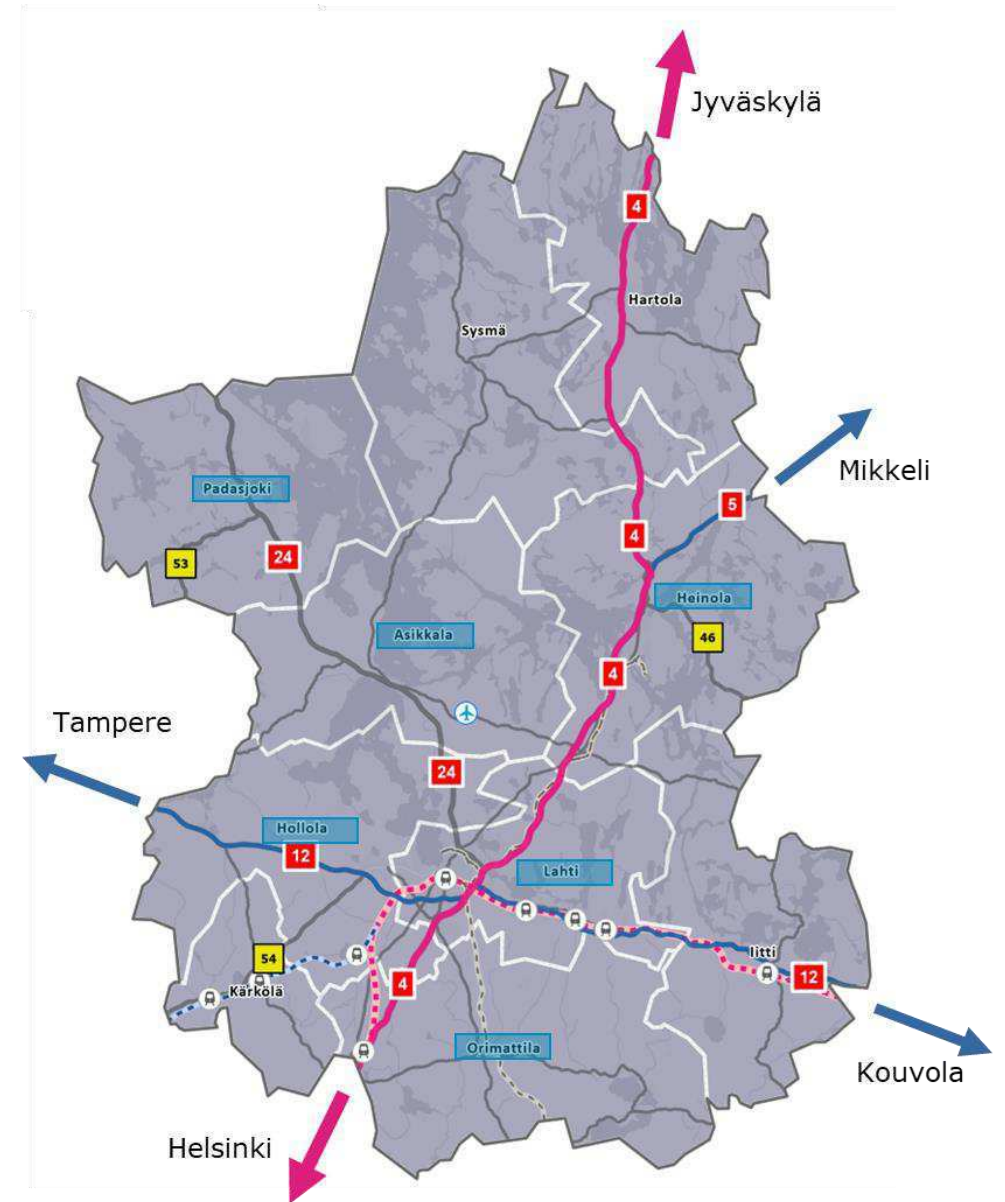 Jyväskylä
4
Hartola
Sysmä
Mikkeli
Padasjoki
5
4
53
24
Heinola
Asikkala
46
4
Tampere
24
Hollola
12
Lahti
Iitti
54
12
4
Kärkölä
Orimattila
Kouvola
Helsinki